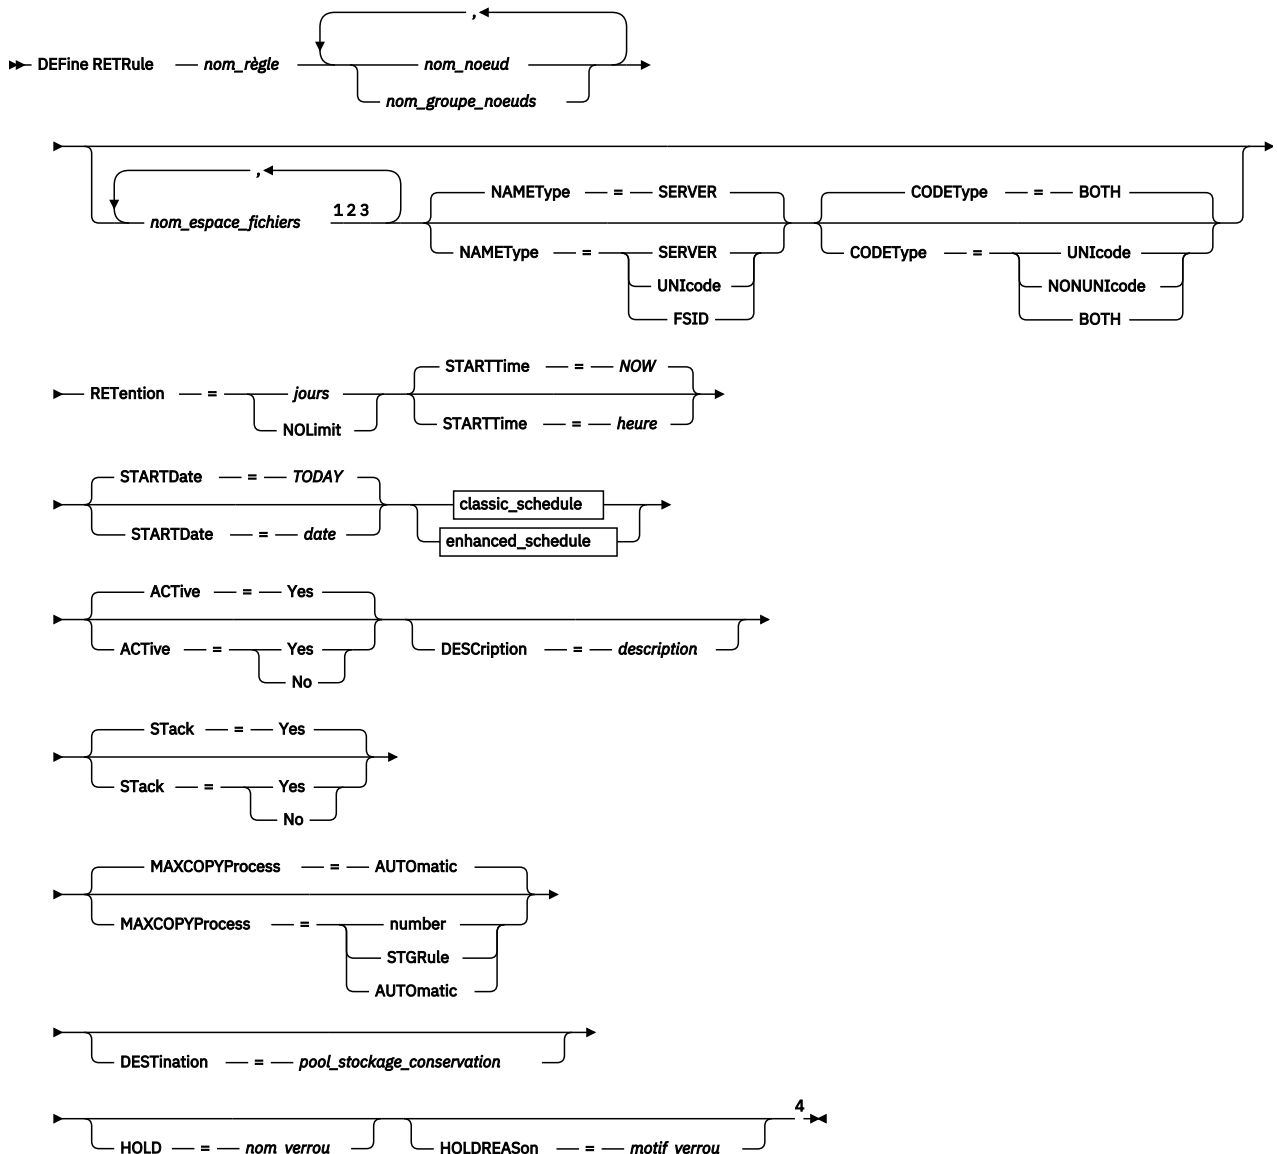 ,
DEFine RETRule nom_règle nom_noeud
nom_groupe_noeuds
,
NAMEType = SERVER CODEType = BOTH
nom_espace_fichiers 1 2 3
NAMEType = SERVER CODEType = UNIcode
UNIcode NONUNIcode
FSID BOTH
STARTTime = NOW
RETention = jours
NOLimit STARTTime = heure
STARTDate = TODAY
classic_schedule
STARTDate = date enhanced_schedule
ACTive = Yes
ACTive = Yes DESCription = description
No
STack = Yes
STack = Yes
No
MAXCOPYProcess = AUTOmatic
MAXCOPYProcess = number
STGRule
AUTOmatic
DESTination = pool_stockage_conservation
4
HOLD = nom_verrou HOLDREASon = motif_verrou